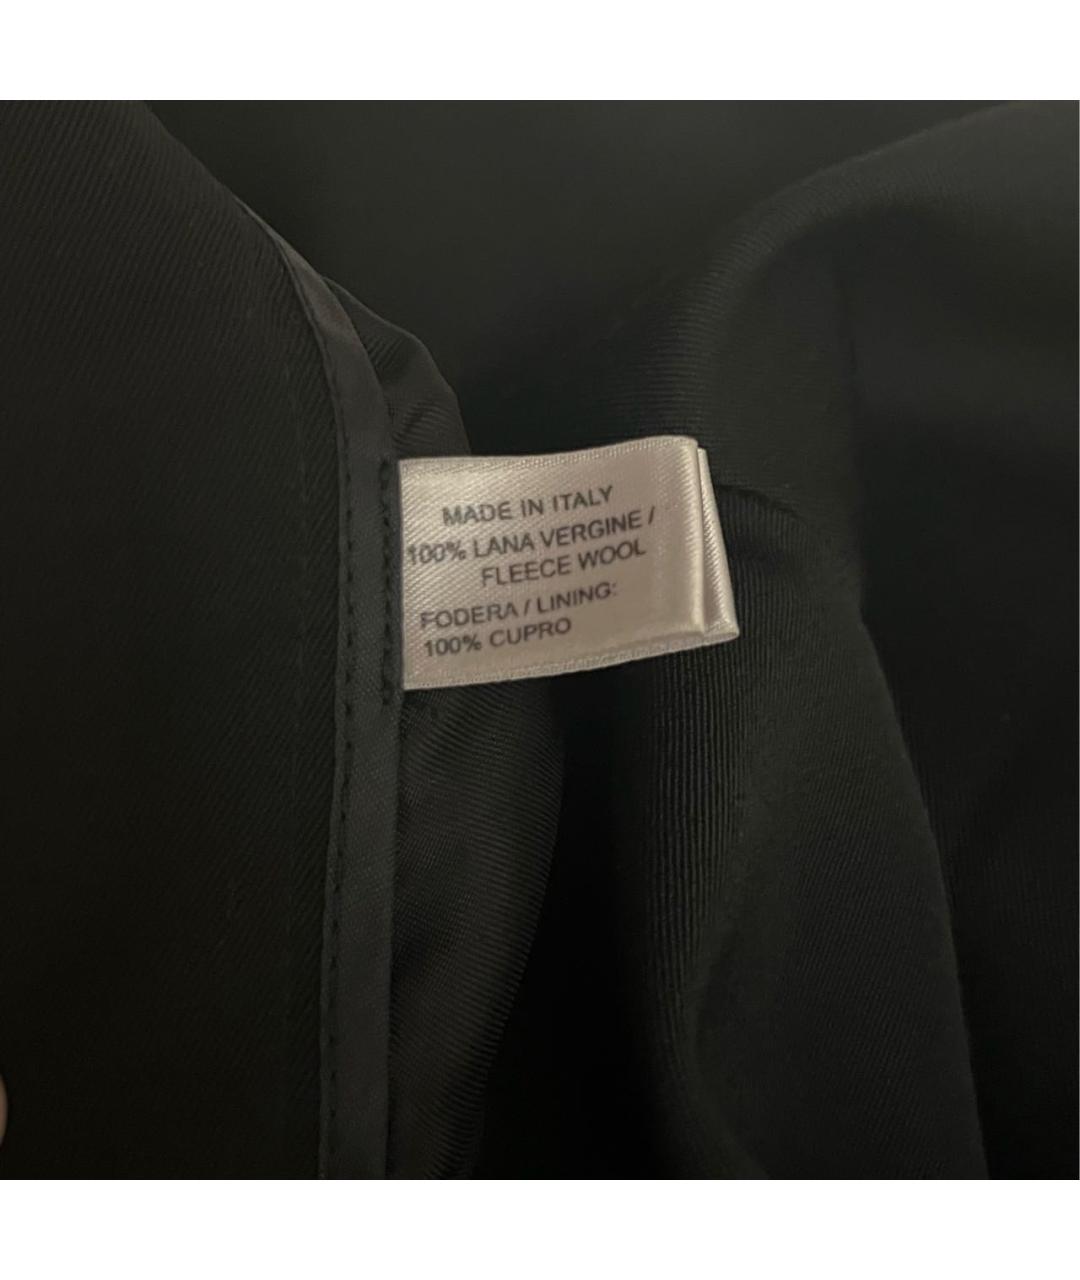 MADE IN ITALY
100% LANA VERGINE /
FLEECE WOOL
FODERA / LINING:
100% CUPRO